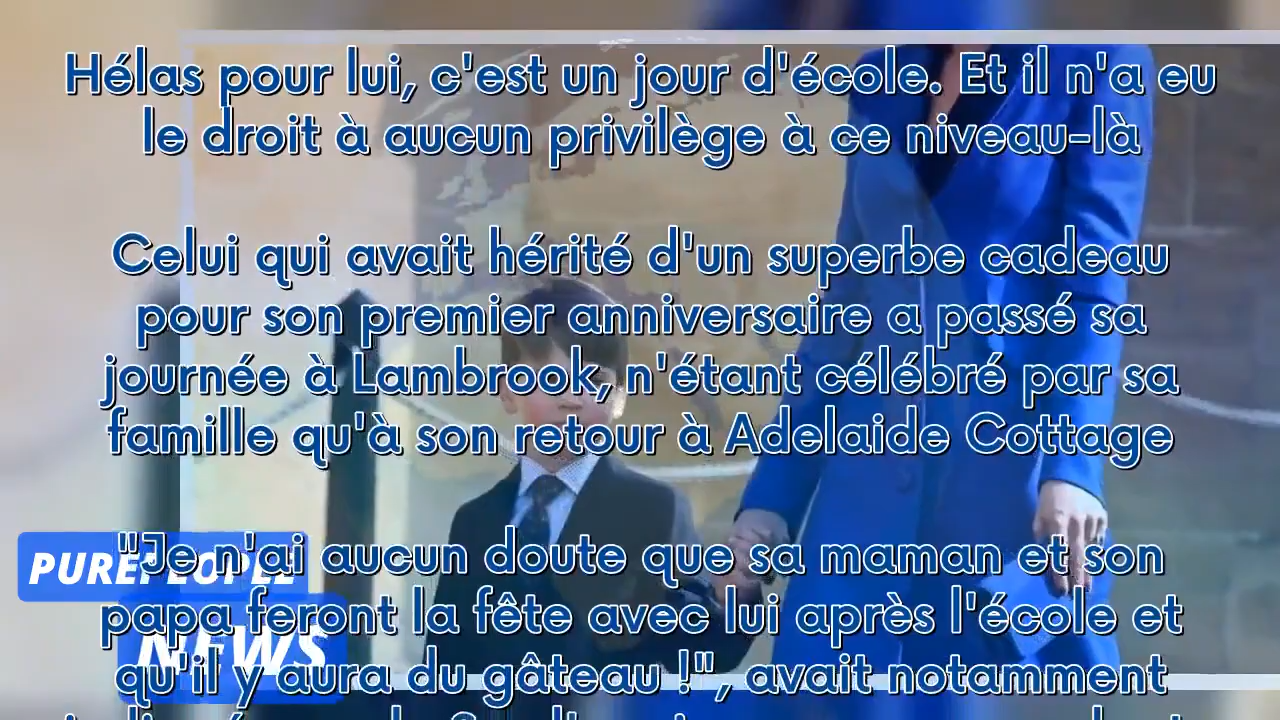 Hélas pour lui, c'est un jour d'école. Et il n'a eu
le droit à aucun privilège à ce niveau-là
Celui qui avait hérité d'un superbe cadeau
pour son premier anniversaire a passé sa
journée à Lambrook, n'étant célébré par sa
famille qu'à son retour à Adelaide Cottage
"Je n'ai aucun doute que sa maman et son
papa feront la fête avec lui après l'école et
qu'il y aura du gâteau !", avait notamment
PUREPEOPLE
NEWS